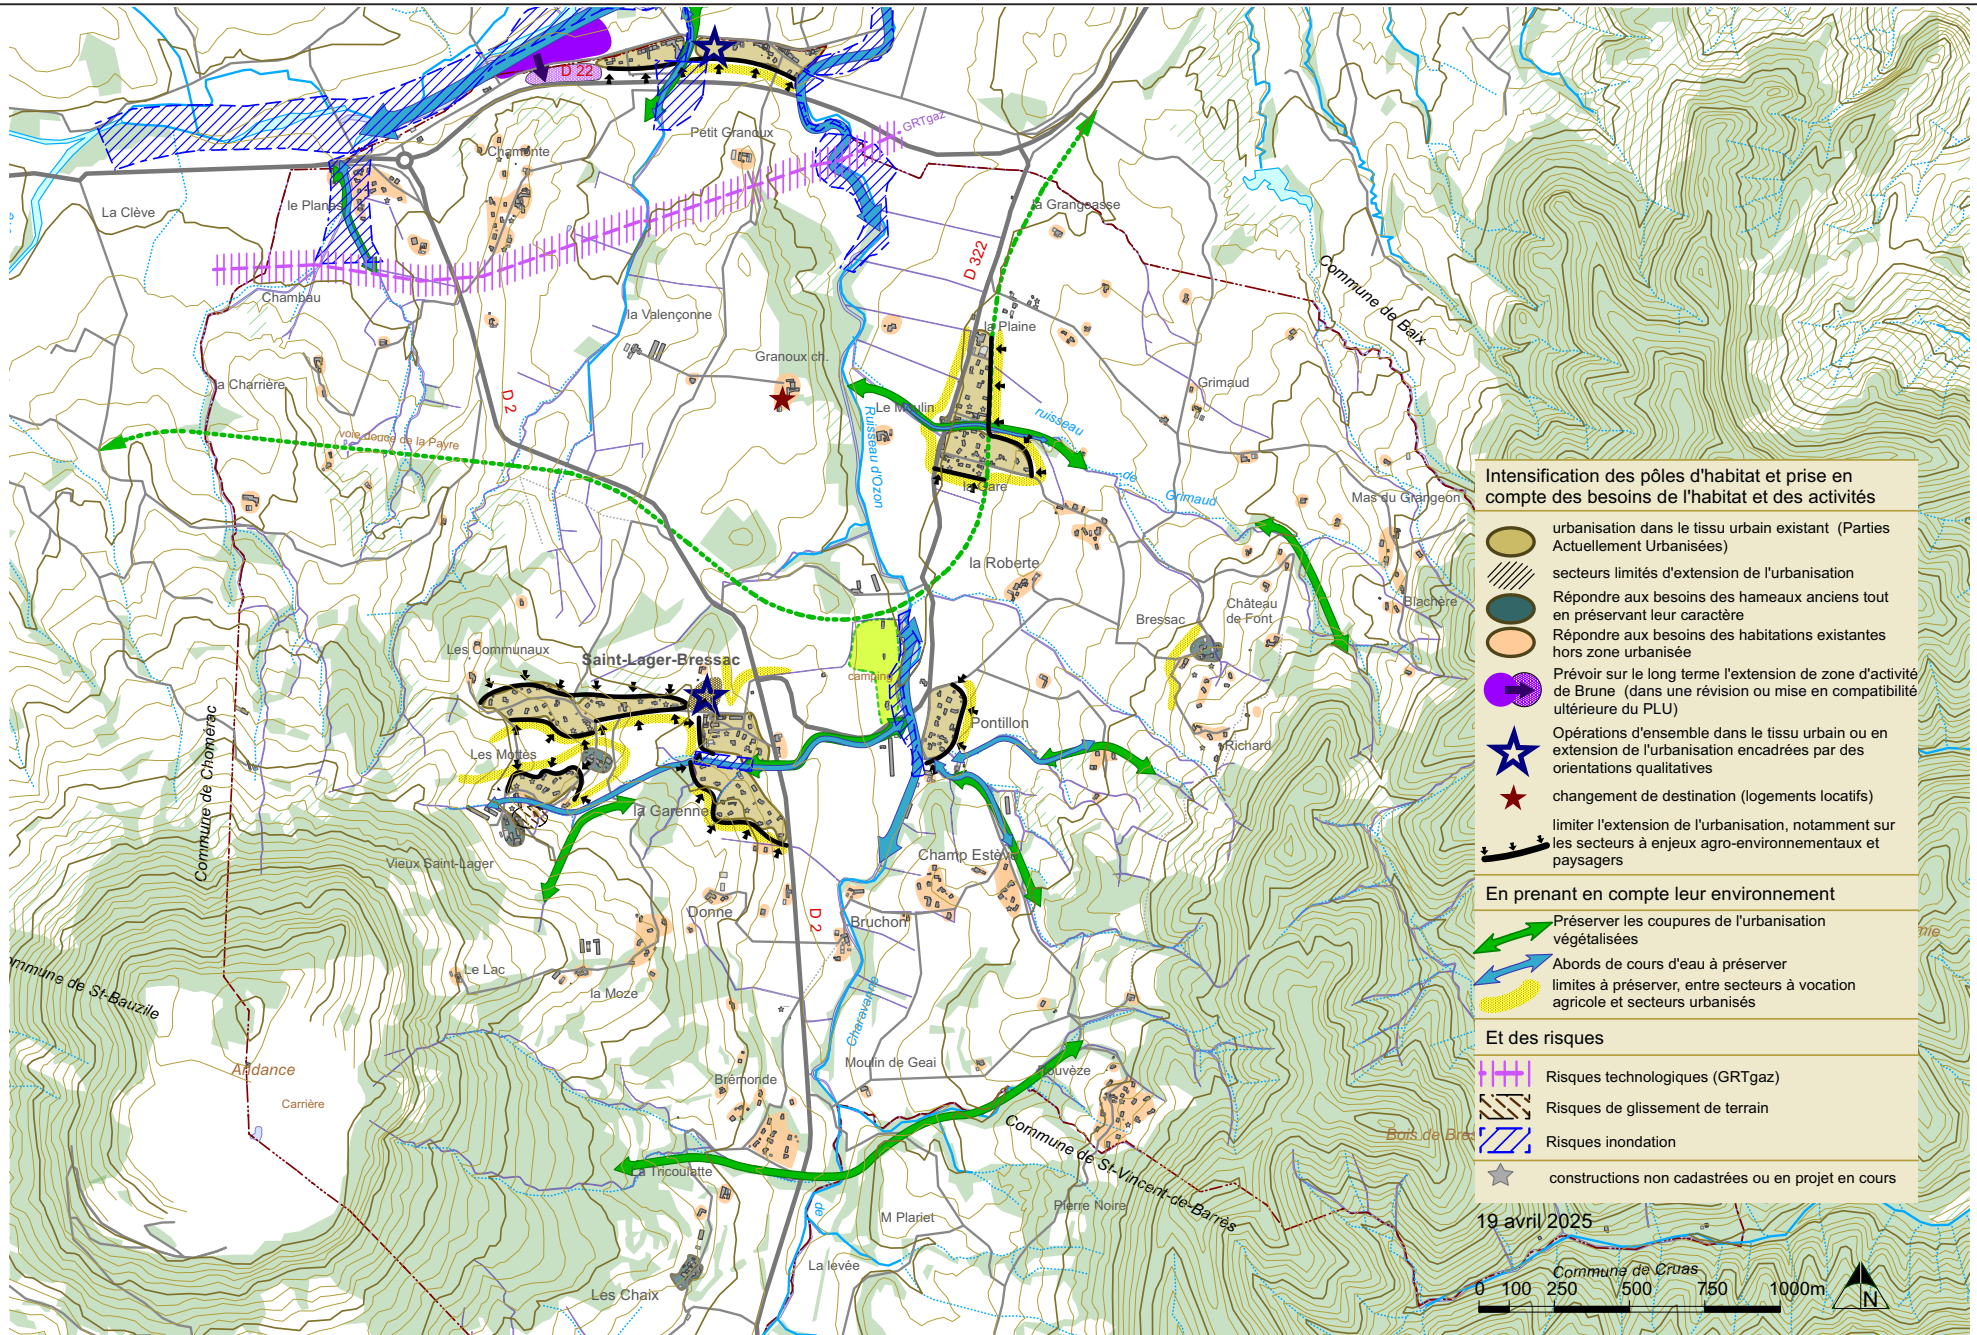 D 22
GRTgaz
Petit Granoux
Chamonte
La Clève
le Planas
la Grangeasse
D 322
Commune de Baix
Chambau
la Valençonne
la Plaine
Granoux ch.
la Charrière
Grimaud
D 2
Le Moulin
ruisseau
voie douce de la Payre
Ruisseau d'Ozon
de
Grimaud
la Gare
Mas du Grangeon
la Roberte
Château
de Font
Blachère
Bressac
Les Communaux
Saint-Lager-Bressac
camping
Pontillon
Richard
Les Mottes
Commune de Chomérac
la Garenne
Vieux Saint-Lager
Champ Estève
Donne
D 2
Bruchon
Le Lac
la Moze
ommune de St-Bauzile
Charavanne
Moulin de Geai
Andance
Carrière
Brémonde
Louvèze
Commune de St-Vincent-de-Barrès
Bois de Bres
La Tricoulatte
de
M Plariet
Pierre Noire
La levée
Les Chaix
mie
Intensification des pôles d'habitat et prise en
compte des besoins de l'habitat et des activités
urbanisation dans le tissu urbain existant (Parties
Actuellement Urbanisées)
secteurs limités d'extension de l'urbanisation
Répondre aux besoins des hameaux anciens tout
en préservant leur caractère
Répondre aux besoins des habitations existantes
hors zone urbanisée
Prévoir sur le long terme l'extension de zone d'activité
de Brune (dans une révision ou mise en compatibilité
ultérieure du PLU)
Opérations d'ensemble dans le tissu urbain ou en
extension de l'urbanisation encadrées par des
orientations qualitatives
changement de destination (logements locatifs)
limiter l'extension de l'urbanisation, notamment sur
les secteurs à enjeux agro-environnementaux et
paysagers
En prenant en compte leur environnement
Préserver les coupures de l'urbanisation
végétalisées
Abords de cours d'eau à préserver
limites à préserver, entre secteurs à vocation
agricole et secteurs urbanisés
Et des risques
Risques technologiques (GRTgaz)
Risques de glissement de terrain
Risques inondation
constructions non cadastrées ou en projet en cours
19 avril 2025
Commune de Cruas
0 100 250 500 750 1000m
N